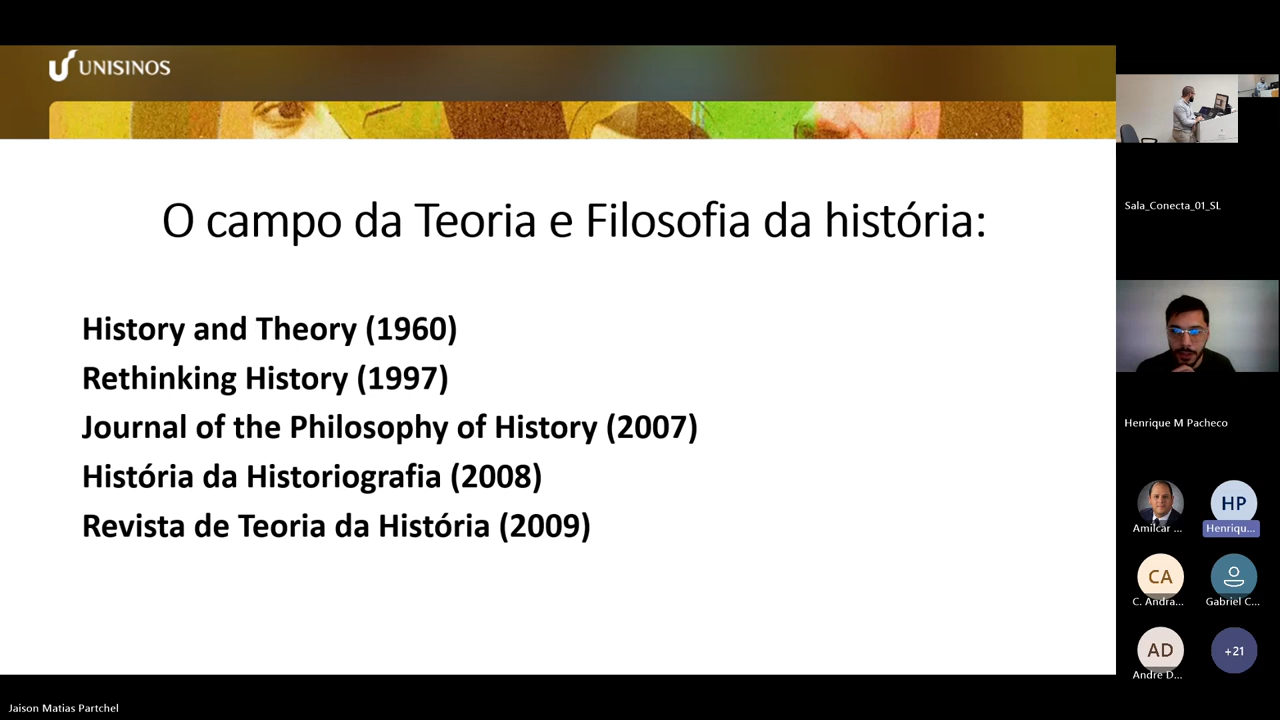 UNISINOS
O campo da Teoria e Filosofia da história:
History and Theory (1960)
Rethinking History (1997)
Journal of the Philosophy of History (2007)
História da Historiografia (2008)
Revista de Teoria da História (2009)
Sala_Conecta_01_SL
Henrique M Pacheco
Amilcar ...
HP
Henriqu...
CA
C. Andra...
Gabriel C...
AD
Andre D...
+21
Jaison Matias Partchel